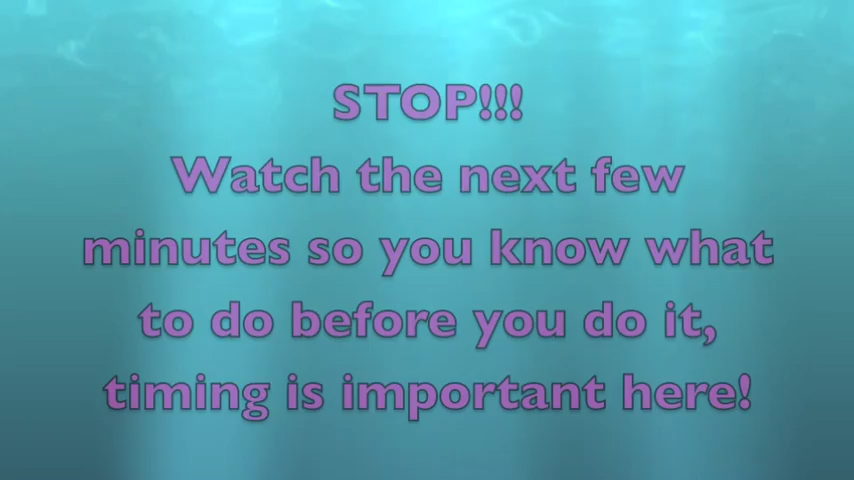 STOP!!!
Watch the next few
minutes so you know what
to do before you do it,
timing is important here!